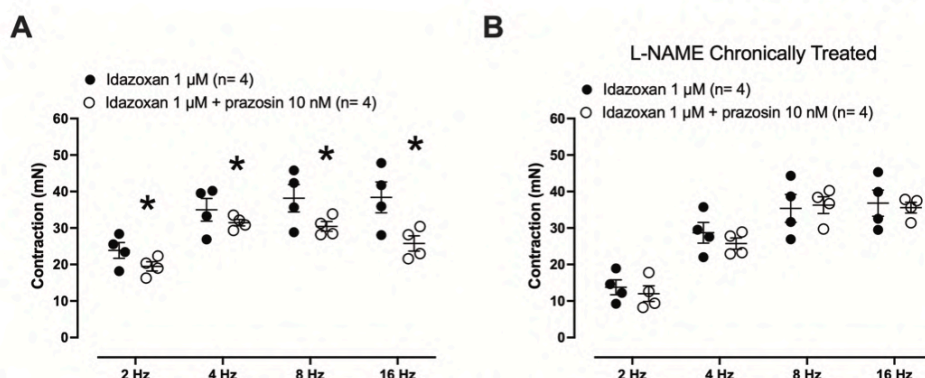 A
Idazoxan 1 µM (n= 4)
Idazoxan 1 µM + prazosin 10 nM (n= 4)
Contraction (mN)
60
50
40
30
20
10
0
*
*
*
*
2 Hz
4 Hz
8 Hz
16 Hz
B
L-NAME Chronically Treated
Idazoxan 1 µM (n= 4)
Idazoxan 1 µM + prazosin 10 nM (n= 4)
Contraction (mN)
60
50
40
30
20
10
0
2 Hz
4 Hz
8 Hz
16 Hz